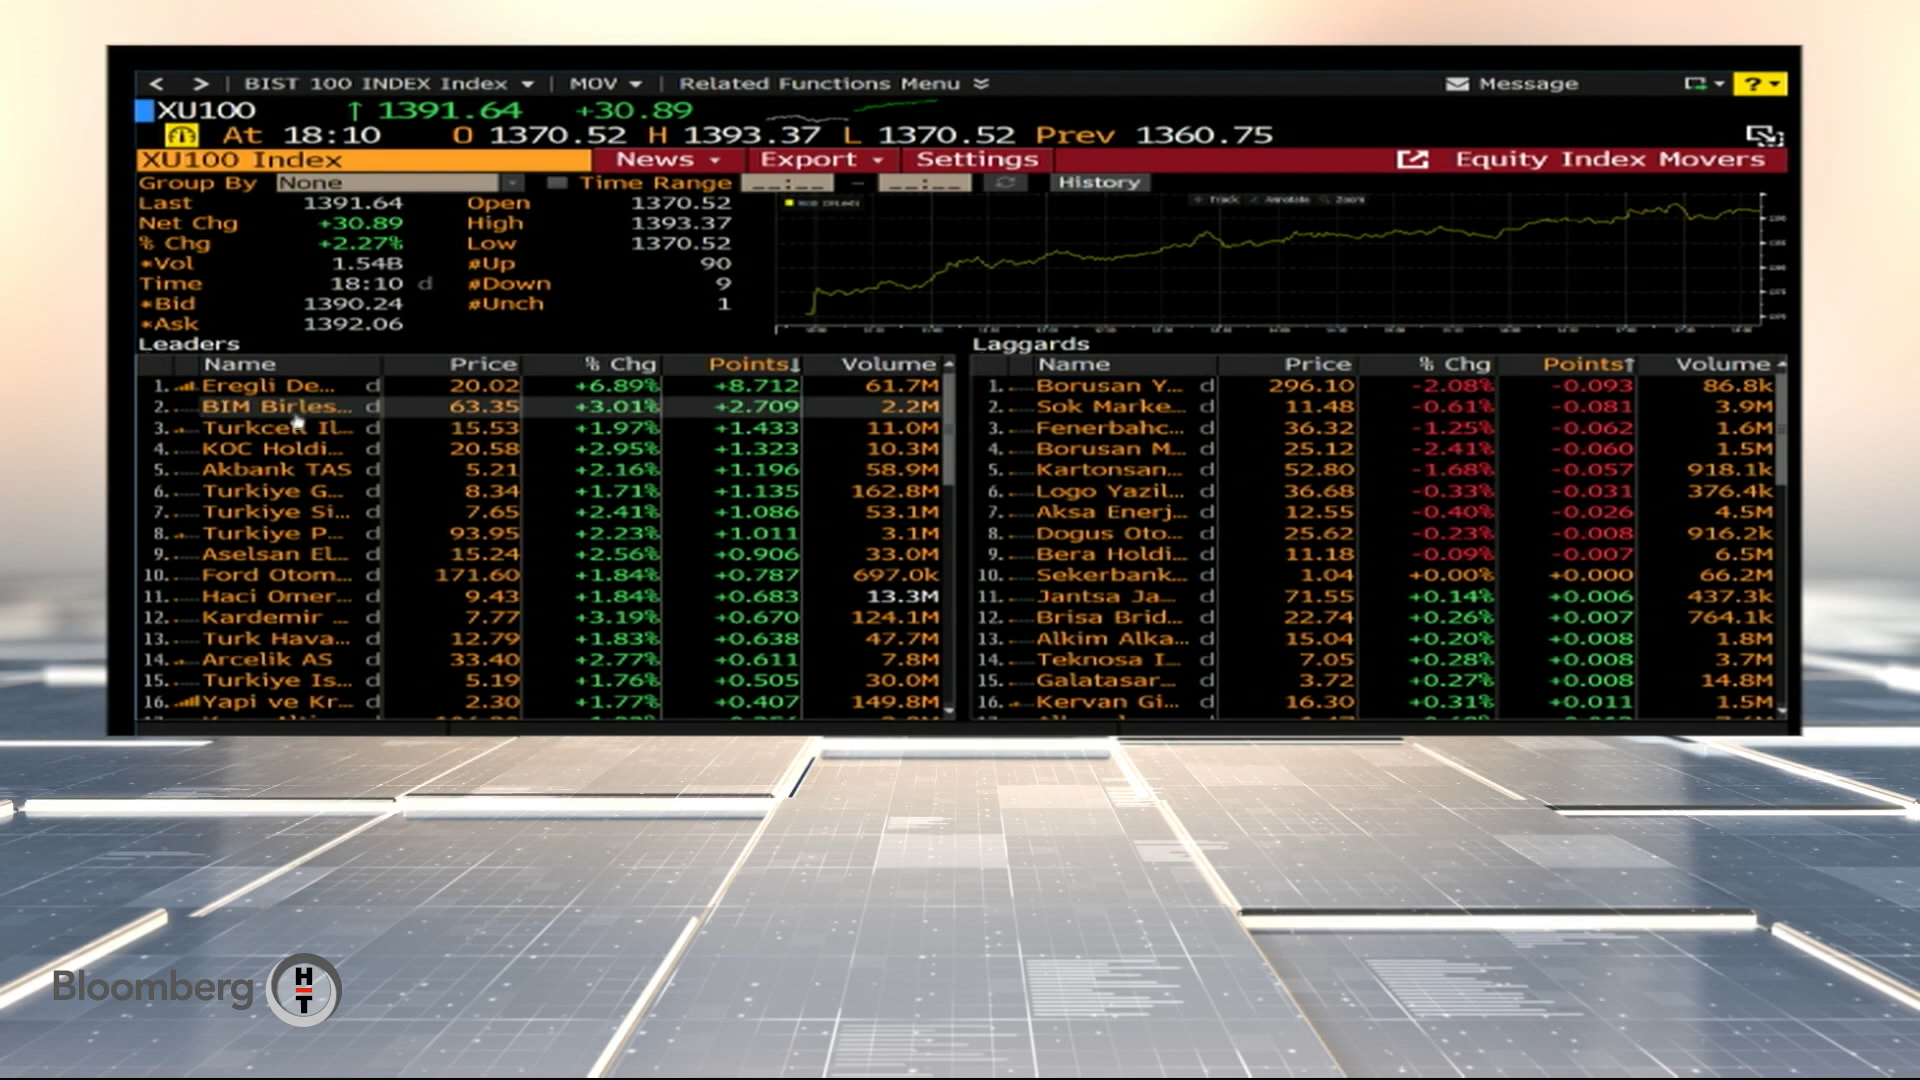 BIST 100 INDEX Index | MOV | Related Functions Menu Message ?
XU100 ↑ 1391.64 +30.89
At 18:10 O 1370.52 H 1393.37 L 1370.52 Prev 1360.75
XU100 Index News Export Settings Equity Index Movers
Group By None Time Range __:__ — __:__ History
Last 1391.64 Open 1370.52
Net Chg +30.89 High 1393.37
% Chg +2.27% Low 1370.52
*Vol 1.54B #Up 90
Time 18:10 d #Down 9
*Bid 1390.24 #Unch 1
*Ask 1392.06
Track Annotate Zoom
Leaders
Name Price % Chg Points↓ Volume
1. Eregli De... d 20.02 +6.89% +8.712 61.7M
2. BIM Birles... d 63.35 +3.01% +2.709 2.2M
3. Turkcell Il... d 15.53 +1.97% +1.433 11.0M
4. KOC Holdi... d 20.58 +2.95% +1.323 10.3M
5. Akbank TAS d 5.21 +2.16% +1.196 58.9M
6. Turkiye G... d 8.34 +1.71% +1.135 162.8M
7. Turkiye Si... d 7.65 +2.41% +1.086 53.1M
8. Turkiye P... d 93.95 +2.23% +1.011 3.1M
9. Aselsan El... d 15.24 +2.56% +0.906 33.0M
10. Ford Otom... d 171.60 +1.84% +0.787 697.0k
11. Haci Omer... d 9.43 +1.84% +0.683 13.3M
12. Kardemir ... d 7.77 +3.19% +0.670 124.1M
13. Turk Hava... d 12.79 +1.83% +0.638 47.7M
14. Arcelik AS d 33.40 +2.77% +0.611 7.8M
15. Turkiye Is... d 5.19 +1.76% +0.505 30.0M
16. Yapi ve Kr... d 2.30 +1.77% +0.407 149.8M
Laggards
Name Price % Chg Points↑ Volume
1. Borusan Y... d 296.10 -2.08% -0.093 86.8k
2. Sok Marke... d 11.48 -0.61% -0.081 3.9M
3. Fenerbahc... d 36.32 -1.25% -0.062 1.6M
4. Borusan M... d 25.12 -2.41% -0.060 1.5M
5. Kartonsan... d 52.80 -1.68% -0.057 918.1k
6. Logo Yazil... d 36.68 -0.33% -0.031 376.4k
7. Aksa Enerj... d 12.55 -0.40% -0.026 4.5M
8. Dogus Oto... d 25.62 -0.23% -0.008 916.2k
9. Bera Holdi... d 11.18 -0.09% -0.007 6.5M
10. Sekerbank... d 1.04 +0.00% +0.000 66.2M
11. Jantsa Ja... d 71.55 +0.14% +0.006 437.3k
12. Brisa Brid... d 22.74 +0.26% +0.007 764.1k
13. Alkim Alka... d 15.04 +0.20% +0.008 1.8M
14. Teknosa I... d 7.05 +0.28% +0.008 3.7M
15. Galatasar... d 3.72 +0.27% +0.008 14.8M
16. Kervan Gi... d 16.30 +0.31% +0.011 1.5M
Bloomberg HT